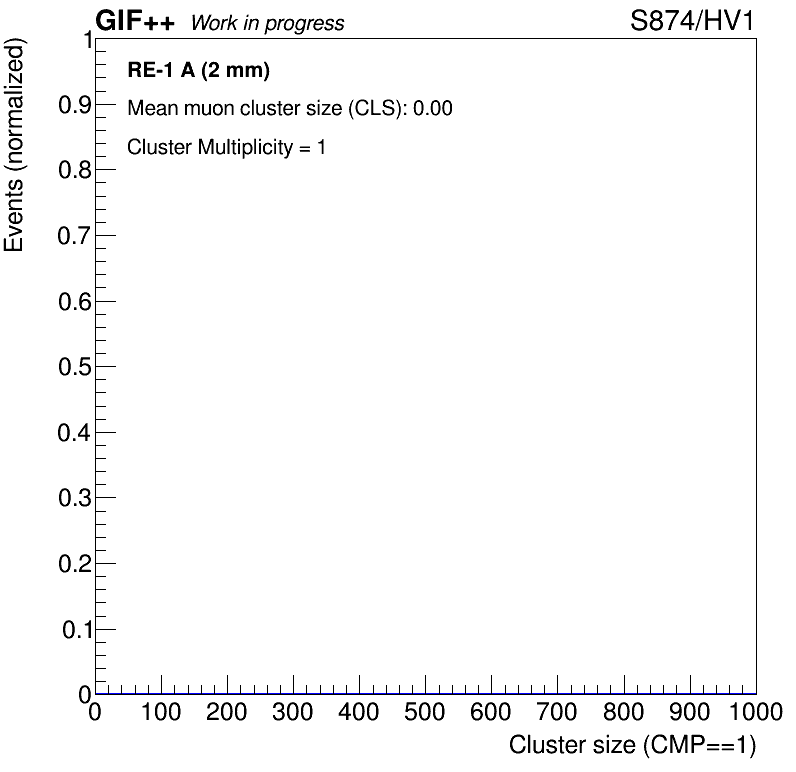 GIF++ Work in progress S874/HV1
RE-1 A (2 mm)
Mean muon cluster size (CLS): 0.00
Cluster Multiplicity = 1
Events (normalized)
1
0.9
0.8
0.7
0.6
0.5
0.4
0.3
0.2
0.1
0
0 100 200 300 400 500 600 700 800 900 1000
Cluster size (CMP==1)